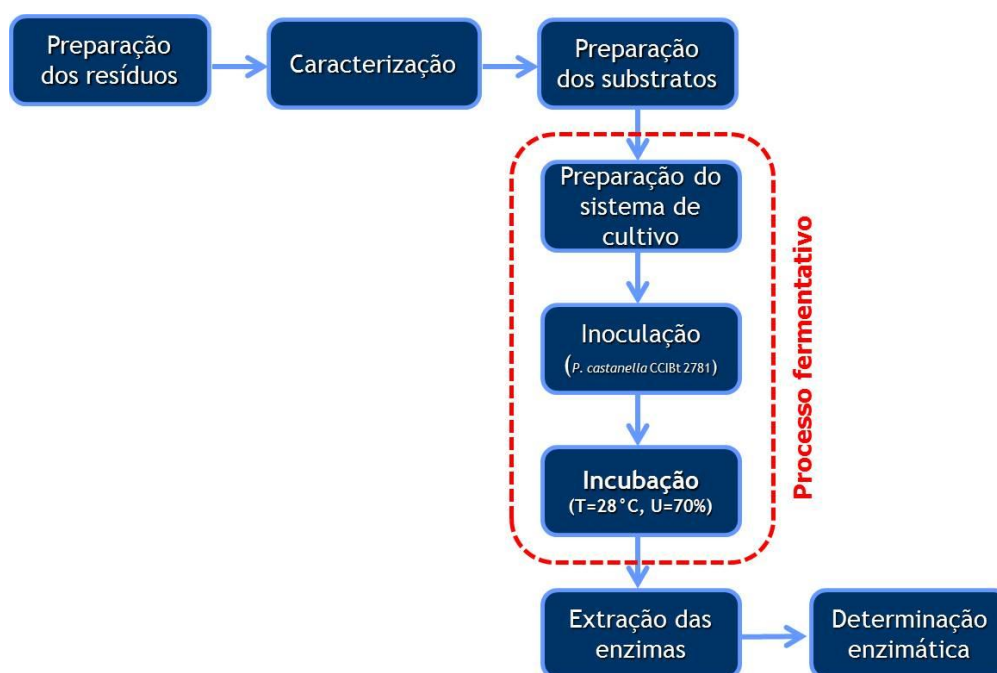 Preparação
dos resíduos
Caracterização
Preparação
dos substratos
Preparação do
sistema de
cultivo
Inoculação
(P. castanella CCIBt 2781)
Incubação
(T=28°C, U=70%)
Processo fermentativo
Extração das
enzimas
Determinação
enzimática